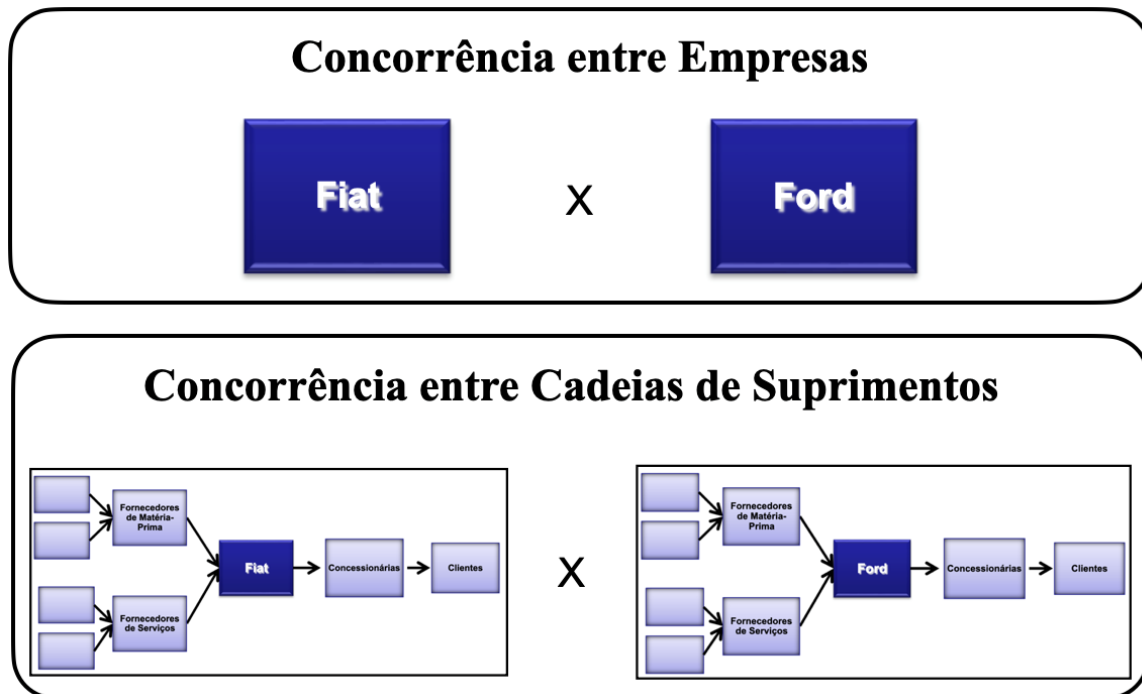 Concorrência entre Empresas
Fiat
x
Ford
Concorrência entre Cadeias de Suprimentos
Fornecedores
de Matéria-
Prima
Fiat
Concessionárias
Clientes
Fornecedores
de Serviços
x
Fornecedores
de Matéria-
Prima
Ford
Concessionárias
Clientes
Fornecedores
de Serviços